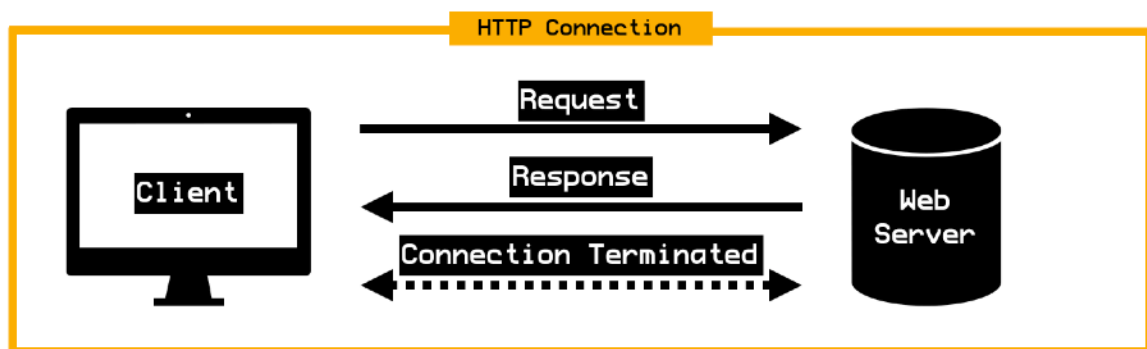 HTTP Connection
Request
Client
Response
Web
Server
Connection Terminated